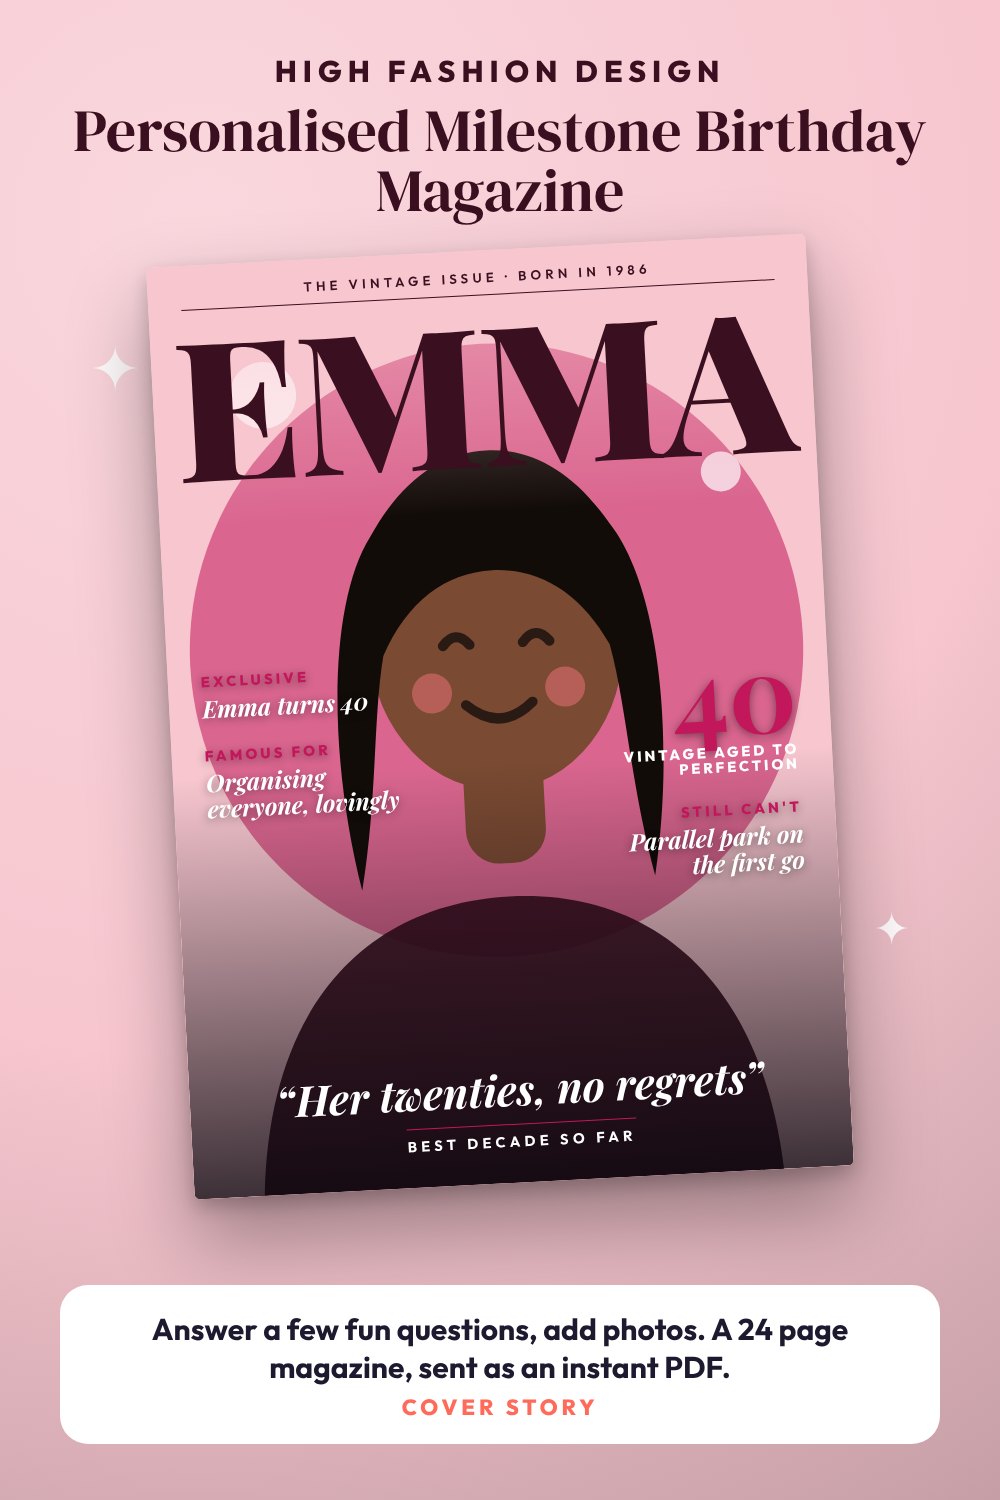 HIGH FASHION DESIGN
Personalised Milestone Birthday
Magazine
THE VINTAGE ISSUE · BORN IN 1986
EMMA
EXCLUSIVE
Emma turns 40
FAMOUS FOR
Organising
everyone, lovingly
40
VINTAGE AGED TO
PERFECTION
STILL CAN'T
Parallel park on
the first go
“Her twenties, no regrets”
BEST DECADE SO FAR
Answer a few fun questions, add photos. A 24 page
magazine, sent as an instant PDF.
COVER STORY